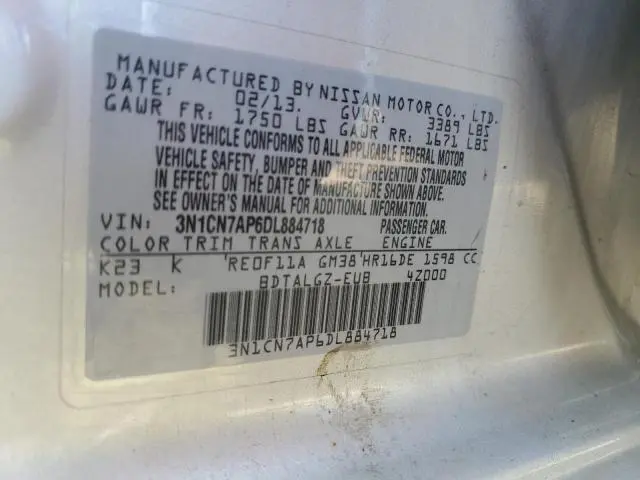 MANUFACTURED BY NISSAN MOTOR CO., LTD.
DATE: 02/13. GVWR: 3389 LBS
GAWR FR: 1750 LBS GAWR RR: 1671 LBS
THIS VEHICLE CONFORMS TO ALL APPLICABLE FEDERAL MOTOR
VEHICLE SAFETY, BUMPER AND THEFT PREVENTION STANDARDS
IN EFFECT ON THE DATE OF MANUFACTURE SHOWN ABOVE.
SEE OWNER'S MANUAL FOR ADDITIONAL INFORMATION.
VIN: 3N1CN7AP6DL884718 PASSENGER CAR.
COLOR TRIM TRANS AXLE ENGINE /
K23 K RE0F11A GM38 HR16DE 1598 CC
MODEL: BDTALGZ-EUB 4Z000
3N1CN7AP6DL884718